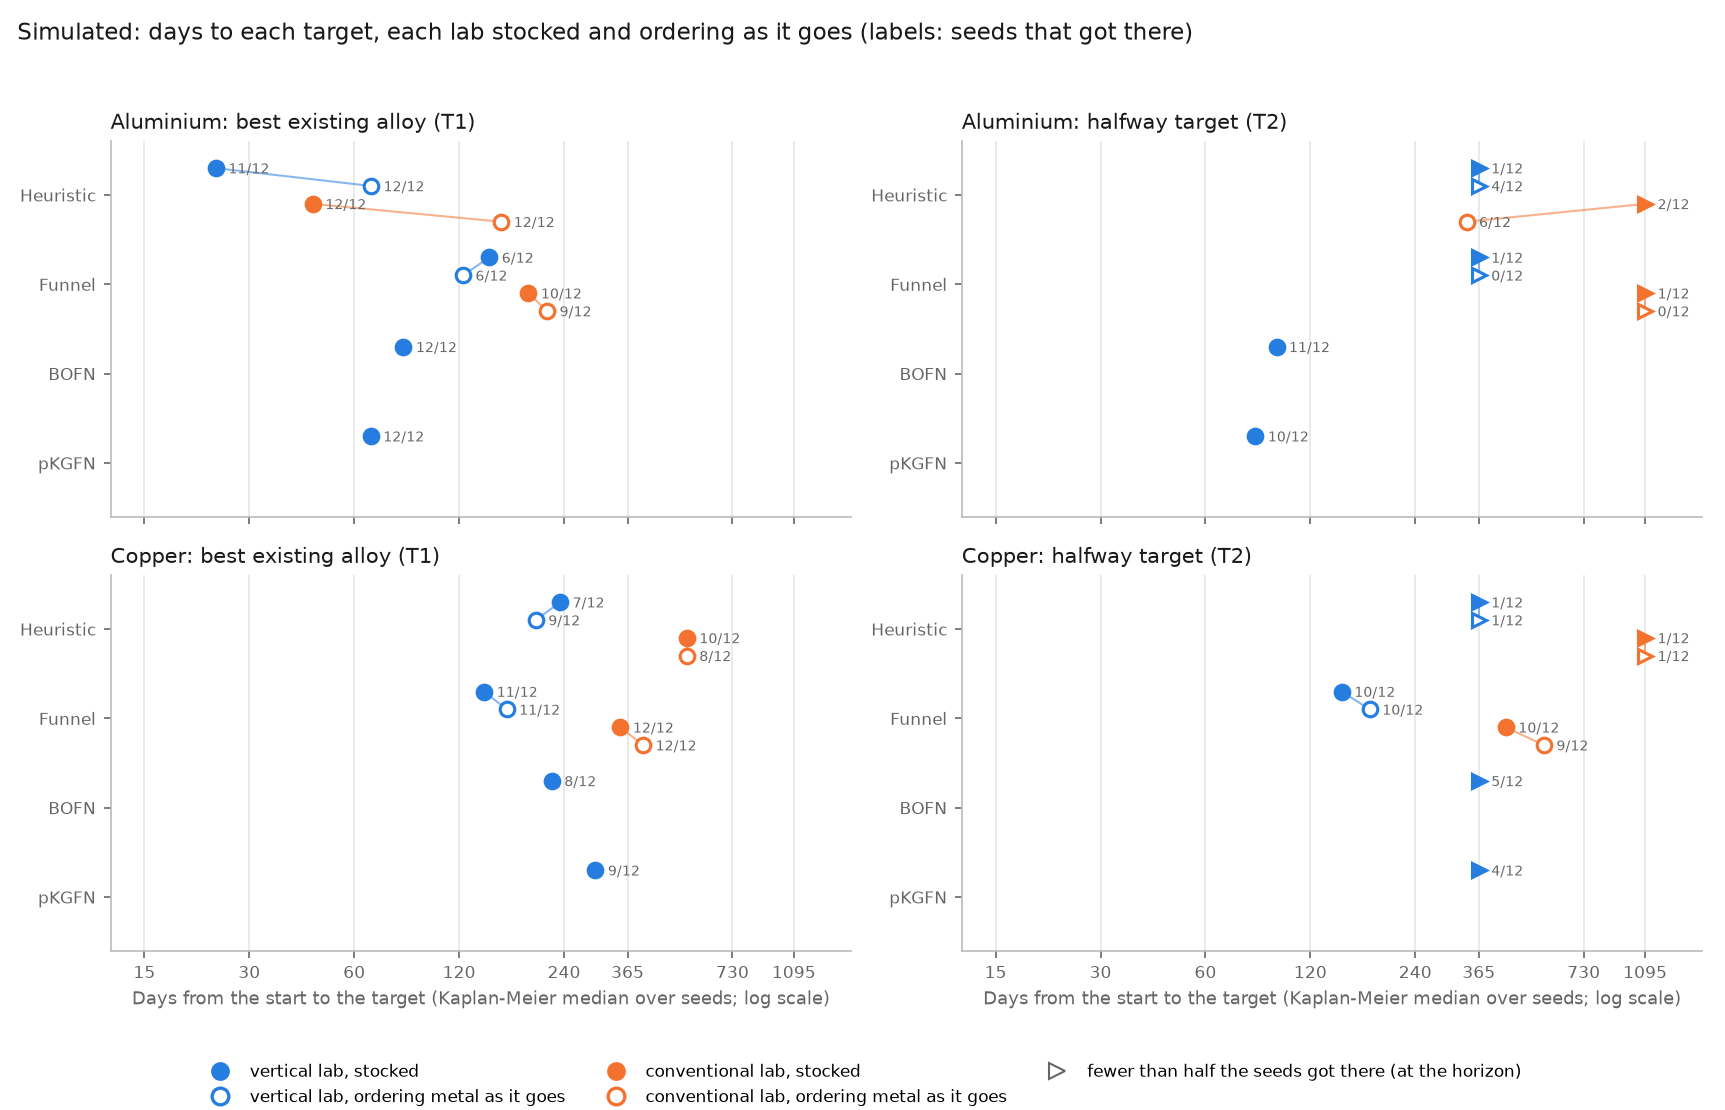 Simulated: days to each target, each lab stocked and ordering as it goes (labels: seeds that got there)
Aluminium: best existing alloy (T1)
Heuristic
11/12
12/12
12/12
12/12
Funnel
6/12
6/12
10/12
9/12
BOFN
12/12
pKGFN
12/12
Aluminium: halfway target (T2)
Heuristic
1/12
4/12
2/12
6/12
Funnel
1/12
0/12
1/12
0/12
BOFN
11/12
pKGFN
10/12
Copper: best existing alloy (T1)
Heuristic
7/12
9/12
10/12
8/12
Funnel
11/12
11/12
12/12
12/12
BOFN
8/12
pKGFN
9/12
15 30 60 120 240 365 730 1095
Days from the start to the target (Kaplan-Meier median over seeds; log scale)
Copper: halfway target (T2)
Heuristic
1/12
1/12
1/12
1/12
Funnel
10/12
10/12
10/12
9/12
BOFN
5/12
pKGFN
4/12
15 30 60 120 240 365 730 1095
Days from the start to the target (Kaplan-Meier median over seeds; log scale)
vertical lab, stocked
vertical lab, ordering metal as it goes
conventional lab, stocked
conventional lab, ordering metal as it goes
fewer than half the seeds got there (at the horizon)